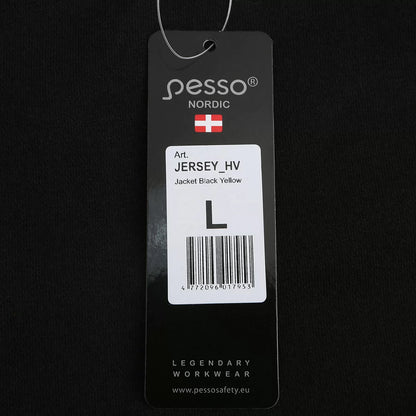 pesso®
NORDIC
Art.
JERSEY_HV
Jacket Black Yellow
L
4 772096 017953
LEGENDARY
WORKWEAR
www.pessosafety.eu